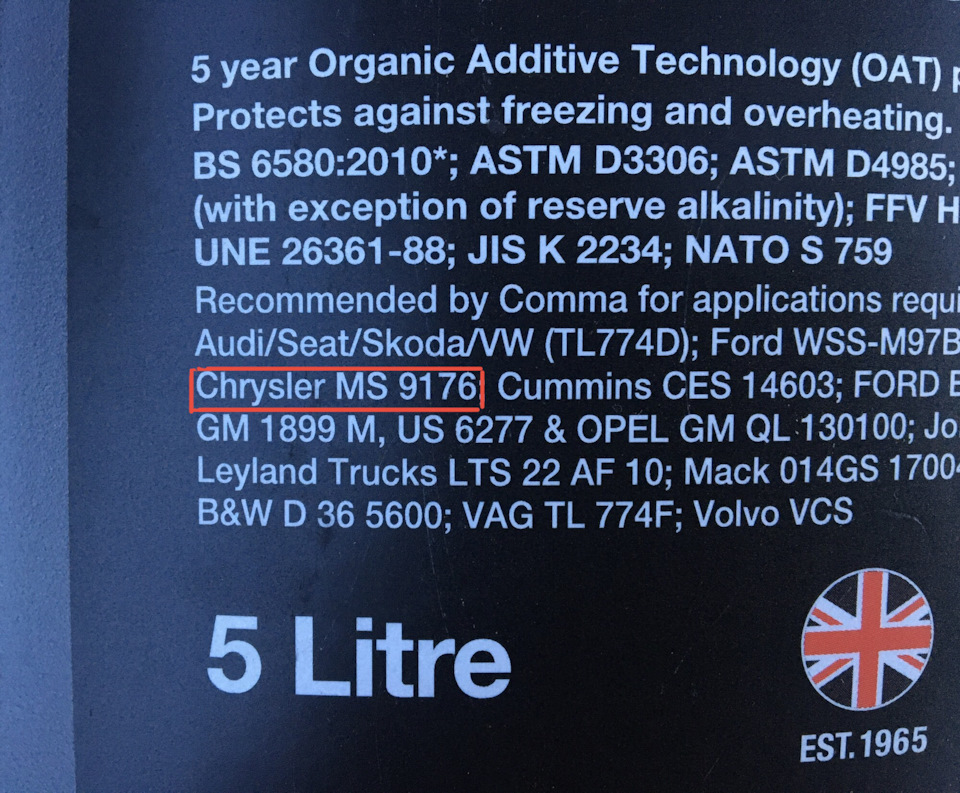 5 year Organic Additive Technology (OAT)
Protects against freezing and overheating.
BS 6580:2010*; ASTM D3306; ASTM D4985;
(with exception of reserve alkalinity); FFV
UNE 26361-88; JIS K 2234; NATO S 759
Recommended by Comma for applications
Audi/Seat/Skoda/VW (TL774D); Ford WSS-M97B
Chrysler MS 9176; Cummins CES 14603; FORD
GM 1899 M, US 6277 & OPEL GM QL 130100;
Leyland Trucks LTS 22 AF 10; Mack 014GS 17004
B&W D 36 5600; VAG TL 774F; Volvo VCS
5 Litre
EST.1965